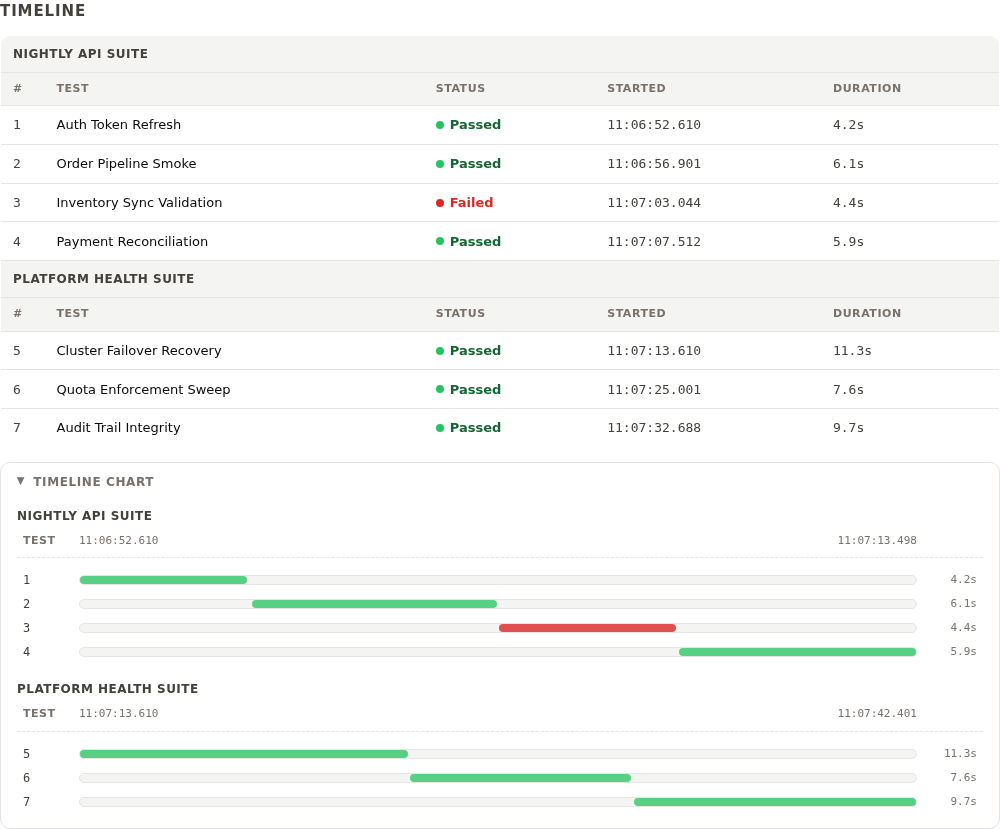 TIMELINE
NIGHTLY API SUITE
# TEST STATUS STARTED DURATION
1 Auth Token Refresh Passed 11:06:52.610 4.2s
2 Order Pipeline Smoke Passed 11:06:56.901 6.1s
3 Inventory Sync Validation Failed 11:07:03.044 4.4s
4 Payment Reconciliation Passed 11:07:07.512 5.9s
PLATFORM HEALTH SUITE
# TEST STATUS STARTED DURATION
5 Cluster Failover Recovery Passed 11:07:13.610 11.3s
6 Quota Enforcement Sweep Passed 11:07:25.001 7.6s
7 Audit Trail Integrity Passed 11:07:32.688 9.7s
▼ TIMELINE CHART
NIGHTLY API SUITE
TEST 11:06:52.610 11:07:13.498
1 4.2s
2 6.1s
3 4.4s
4 5.9s
PLATFORM HEALTH SUITE
TEST 11:07:13.610 11:07:42.401
5 11.3s
6 7.6s
7 9.7s